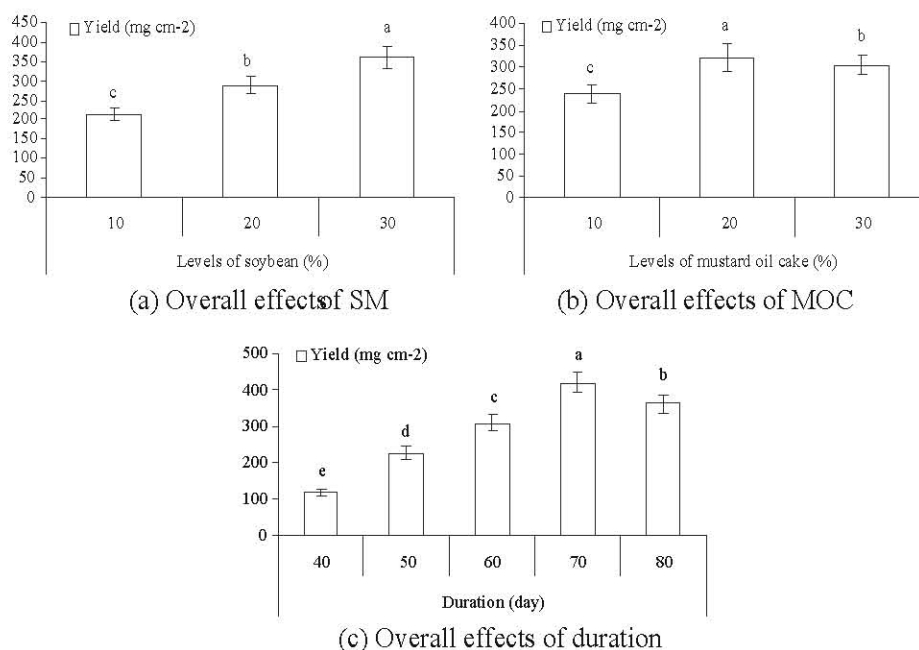 Yield (mg cm-2)
450
400
350
300
250
200
150
100
50
0
c
b
a
10 20 30
Levels of soybean (%)
(a) Overall effects of SM
Yield (mg cm-2)
400
350
300
250
200
150
100
50
0
c
a
b
10 20 30
Levels of mustard oil cake (%)
(b) Overall effects of MOC
Yield (mg cm-2)
500
400
300
200
100
0
e
d
c
a
b
40 50 60 70 80
Duration (day)
(c) Overall effects of duration